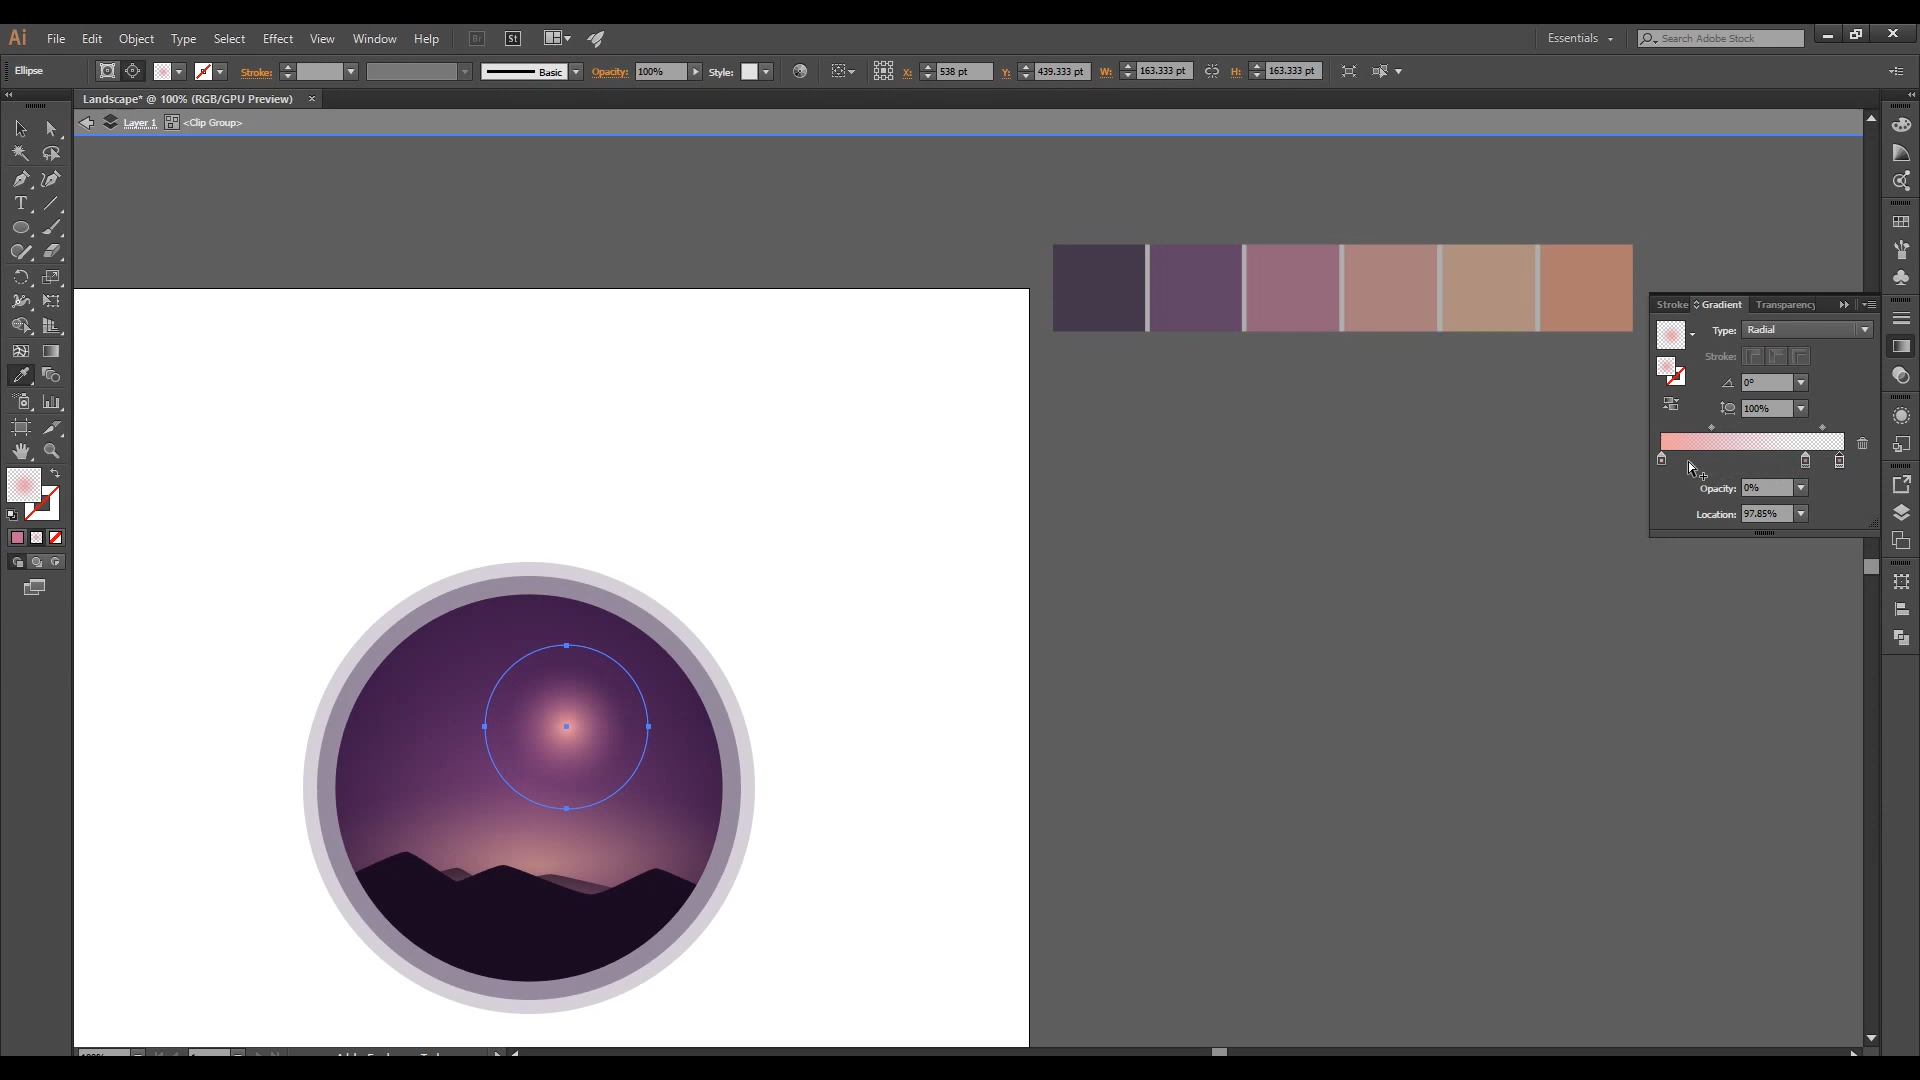 Ai File Edit Object Type Select Effect View Window Help Br St Essentials Search Adobe Stock
Ellipse Stroke: Basic Opacity: 100% Style: X: 538 pt Y: 439.333 pt W: 163.333 pt H: 163.333 pt
Landscape* @ 100% (RGB/GPU Preview) ×
Layer 1 <Clip Group>
Stroke Gradient Transparency
Type: Radial
Stroke:
0°
100%
Opacity: 0%
Location: 97.85%